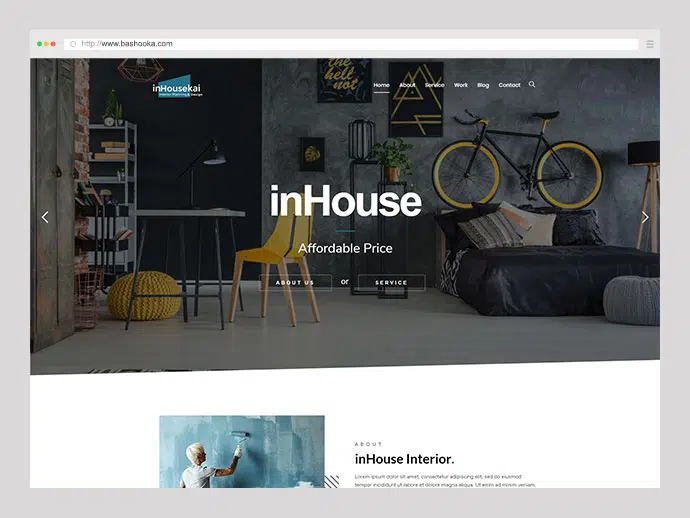 http://www.bashooka.com
the
hell
not
inHousekai
Interior Planning & Design
Home About Service Work Blog Contact
inHouse
Affordable Price
ABOUT US or SERVICE
ABOUT
inHouse Interior.
Lorem ipsum dolor sit amet, consectetur adipiscing elit, sed do eiusmod
tempor incididunt ut labore et dolore magna aliqua. Ut enim ad minim veniam,